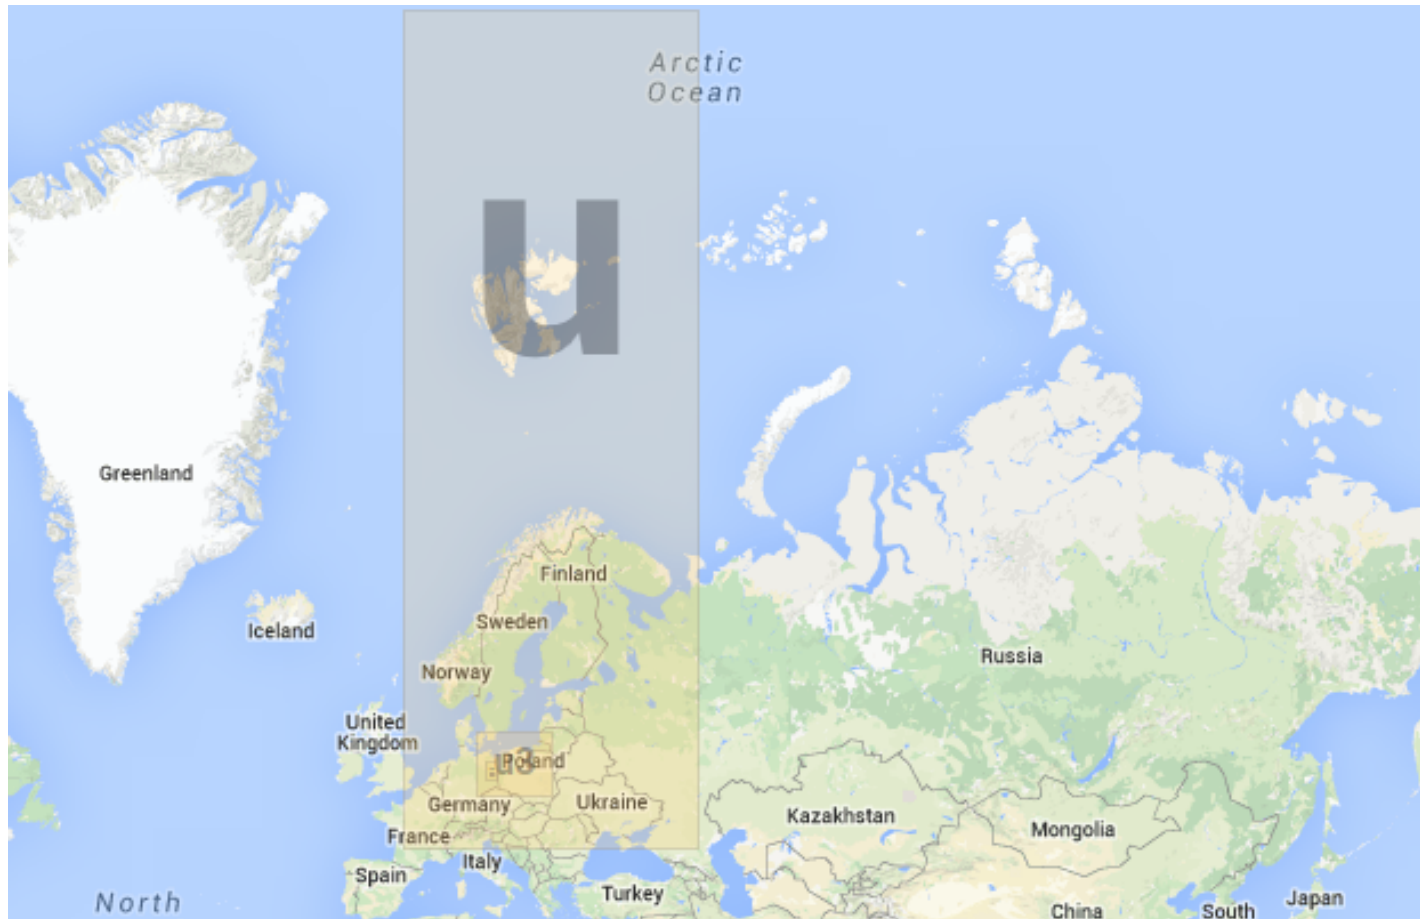 Arctic
Ocean
u
Greenland
Finland
Iceland
Sweden
Russia
Norway
United
Kingdom
u3
Poland
Germany
Ukraine
Kazakhstan
France
Mongolia
Italy
Spain
Turkey
North
China
South
Japan